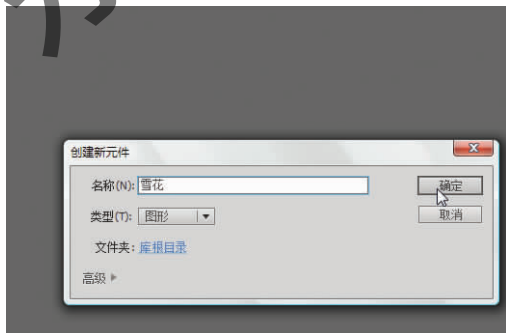 创建新元件
名称(N): 雪花
确定
类型(T): 图形
取消
文件夹: 库根目录
高级